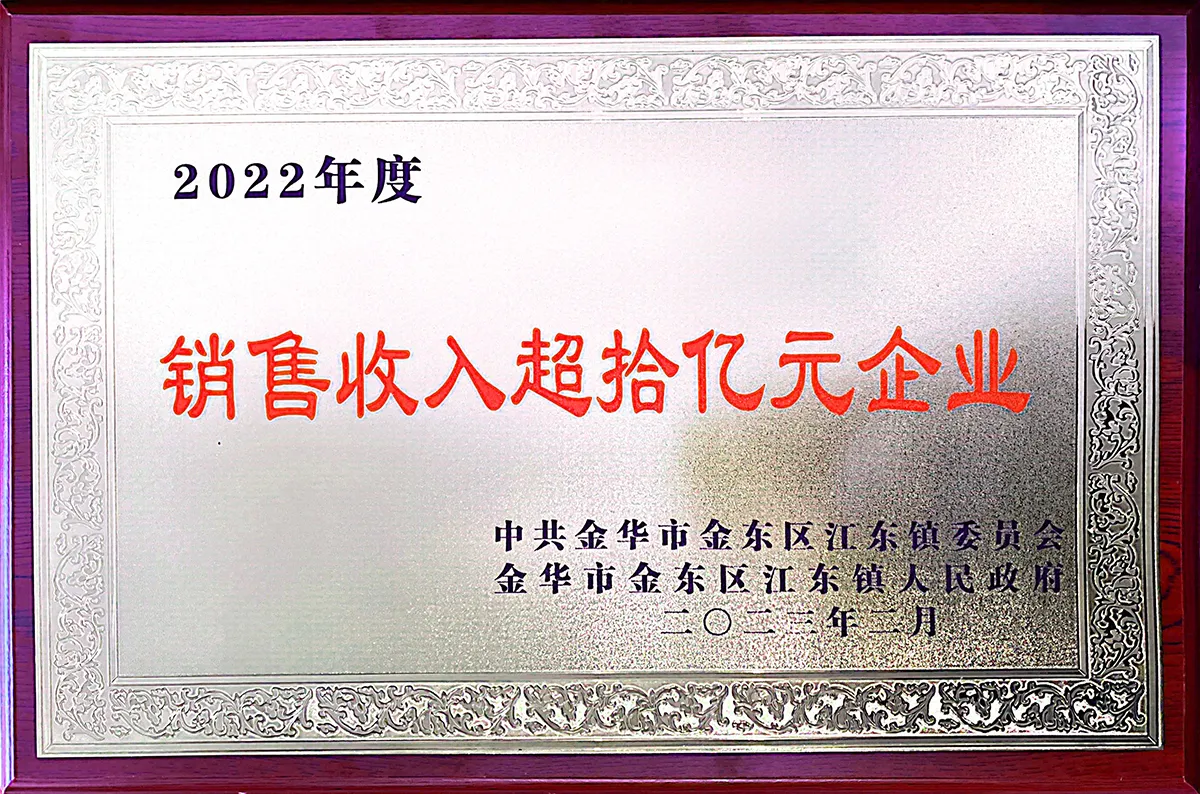 2022年度
销售收入超拾亿元企业
中共金华市金东区江东镇委员会
金华市金东区江东镇人民政府
二〇二三年二月